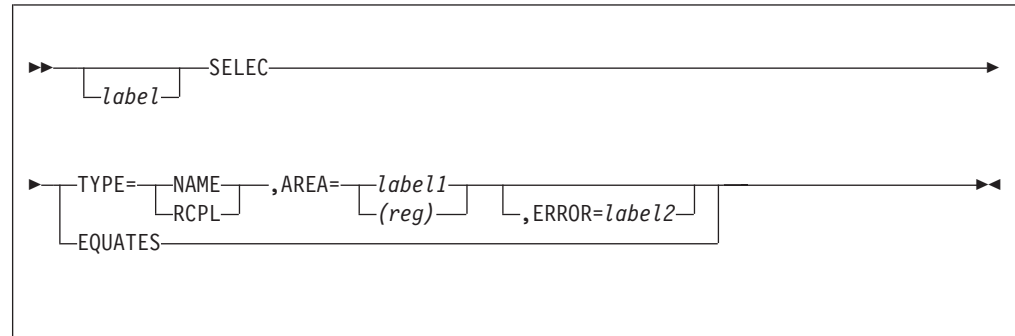 SELEC
label
TYPE= NAME ,AREA= label1
RCPL (reg) ,ERROR=label2
EQUATES